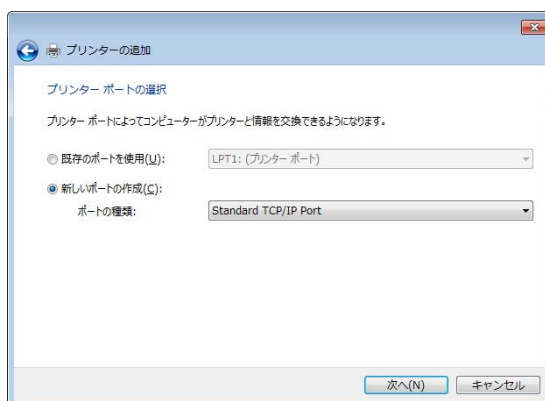 プリンターの追加
プリンター ポートの選択
プリンター ポートによってコンピューターがプリンターと情報を交換できるようになります。
既存のポートを使用(U): LPT1: (プリンター ポート)
新しいポートの作成(C):
ポートの種類: Standard TCP/IP Port
次へ(N) キャンセル